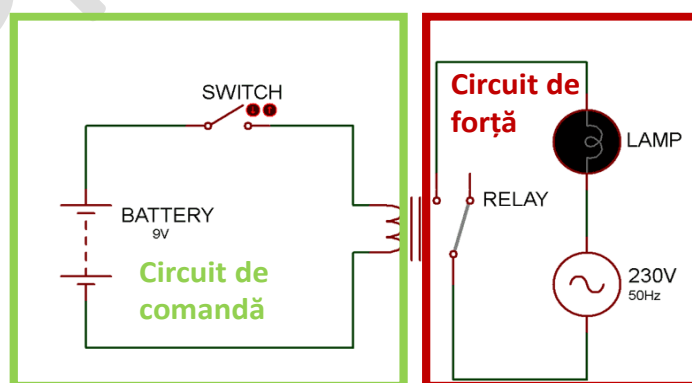 SWITCH
BATTERY
9V
Circuit de
comandă
Circuit de
forță
LAMP
RELAY
230V
50Hz